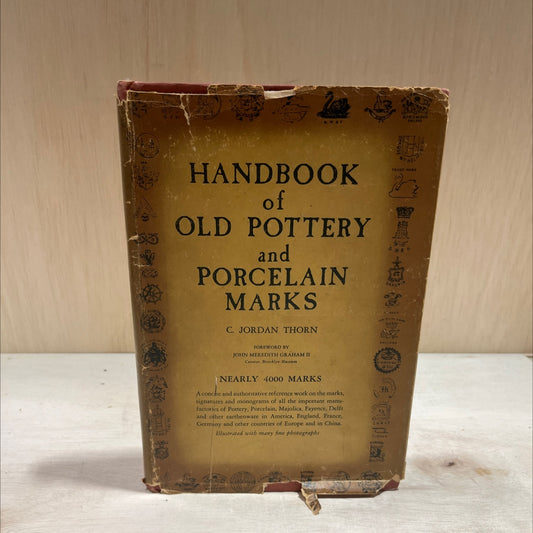 HANDBOOK
of
OLD POTTERY
and
PORCELAIN
MARKS
C. JORDAN THORN
FOREWORD BY
JOHN MEREDITH GRAHAM II
Curator, Brooklyn Museum
NEARLY 4000 MARKS
A concise and authoritative reference work on the marks,
signatures and monograms of all the important manu-
factories of Pottery, Porcelain, Majolica, Fayence, Delft
and other earthenware in America, England, France,
Germany and other countries of Europe and in China.
Illustrated with many fine photographs